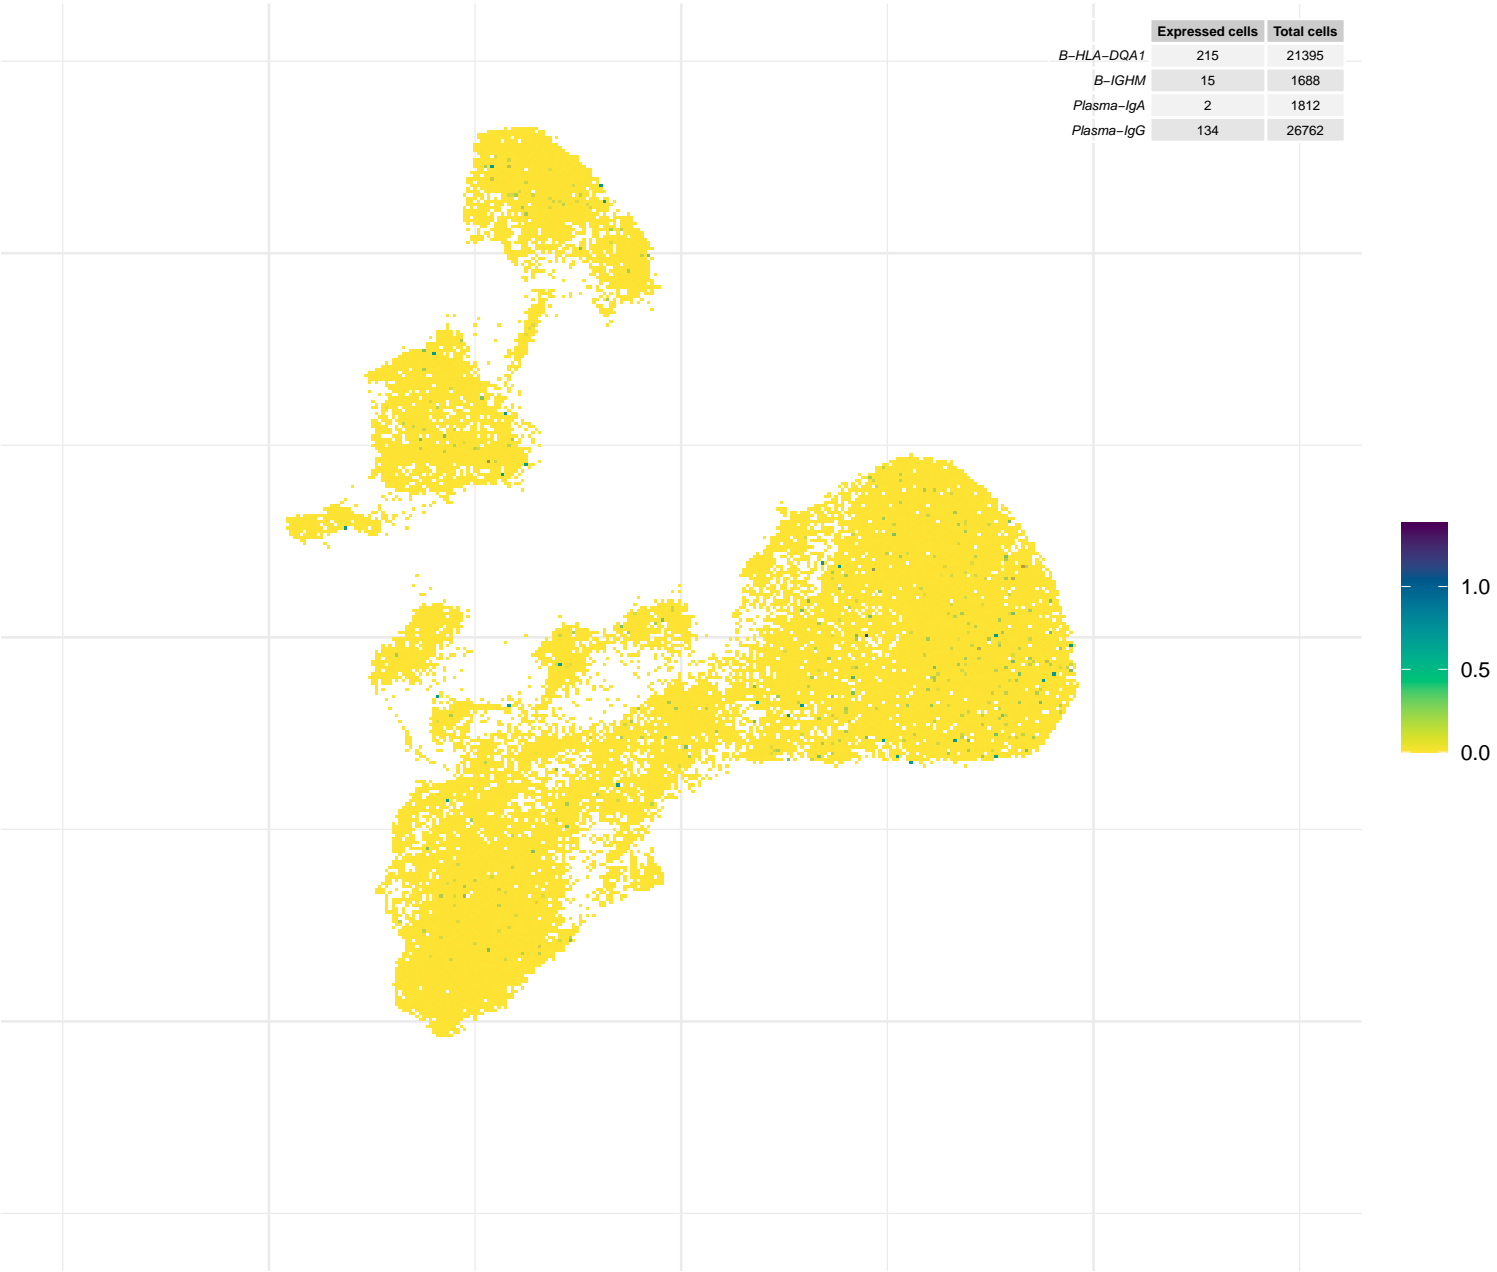 Expressed cells Total cells
B−HLA−DQA1 215 21395
B−IGHM 15 1688
Plasma−IgA 2 1812
Plasma−IgG 134 26762
1.0
0.5
0.0